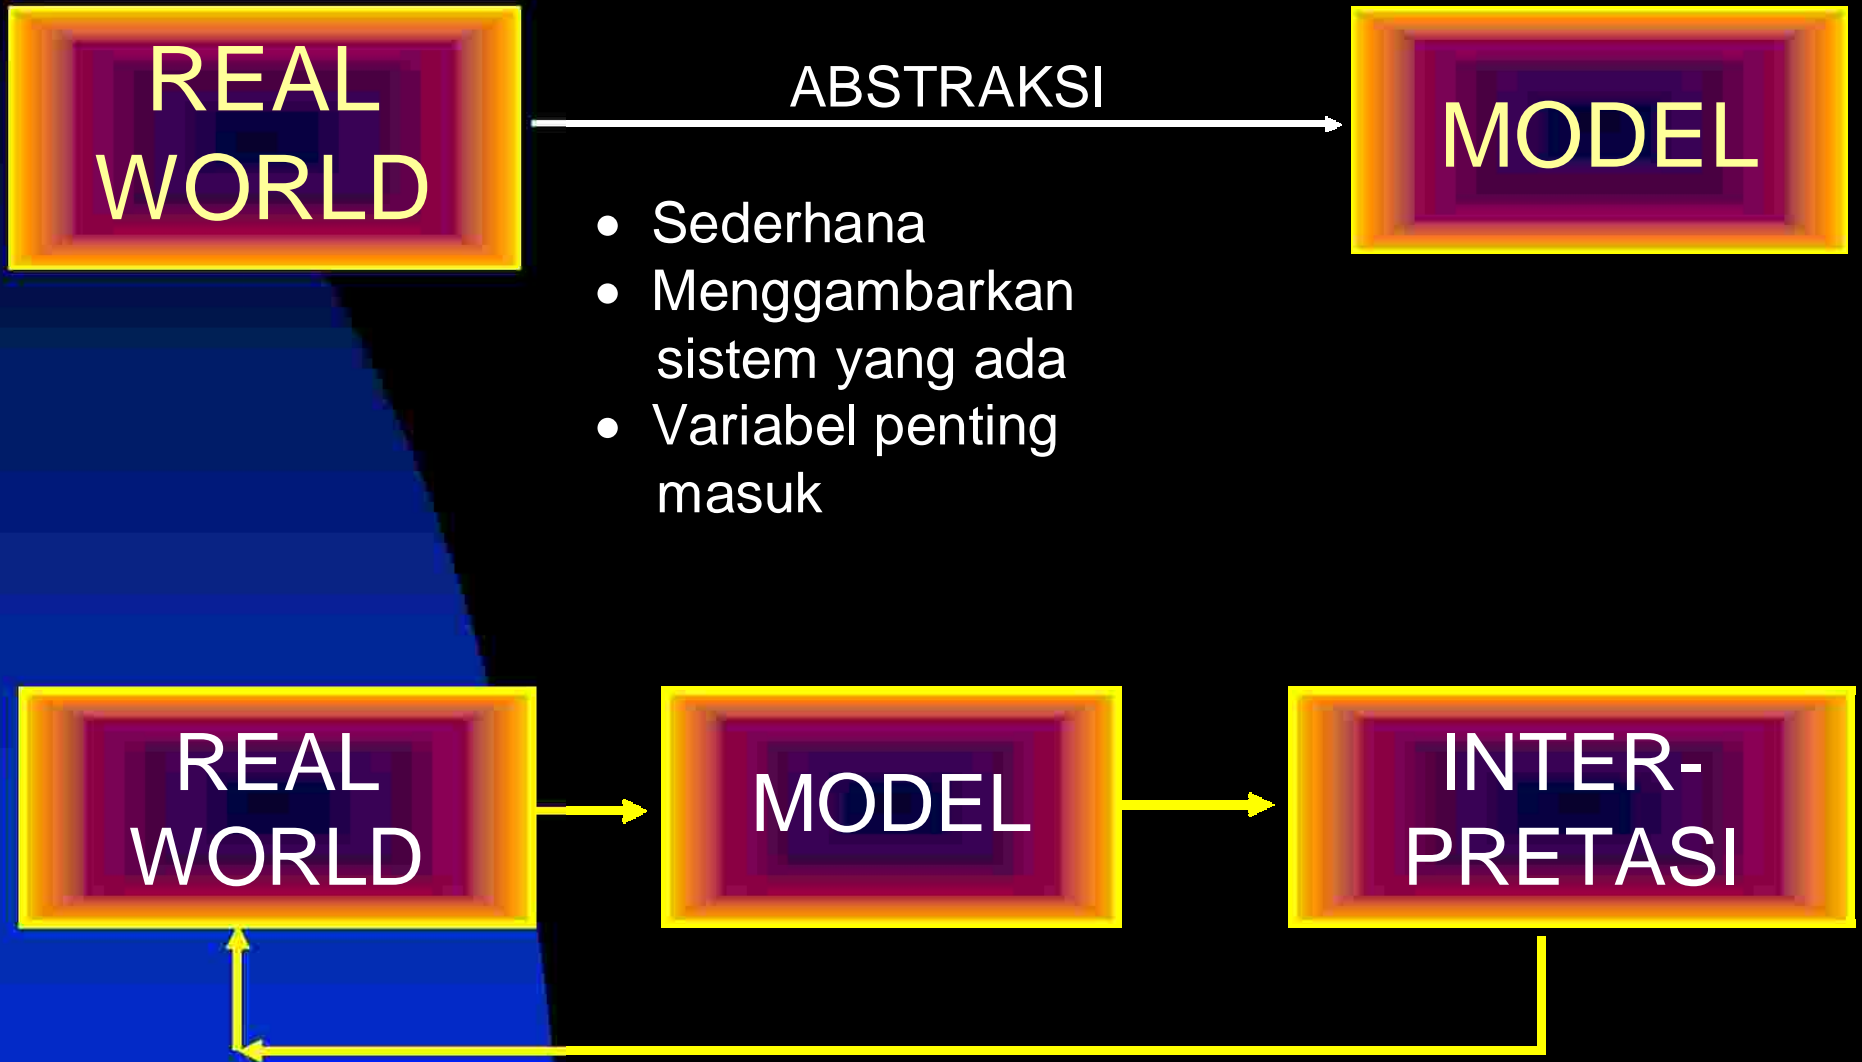 REAL
WORLD
ABSTRAKSI
MODEL
● Sederhana
● Menggambarkan
sistem yang ada
● Variabel penting
masuk
REAL
WORLD
MODEL
INTER-
PRETASI